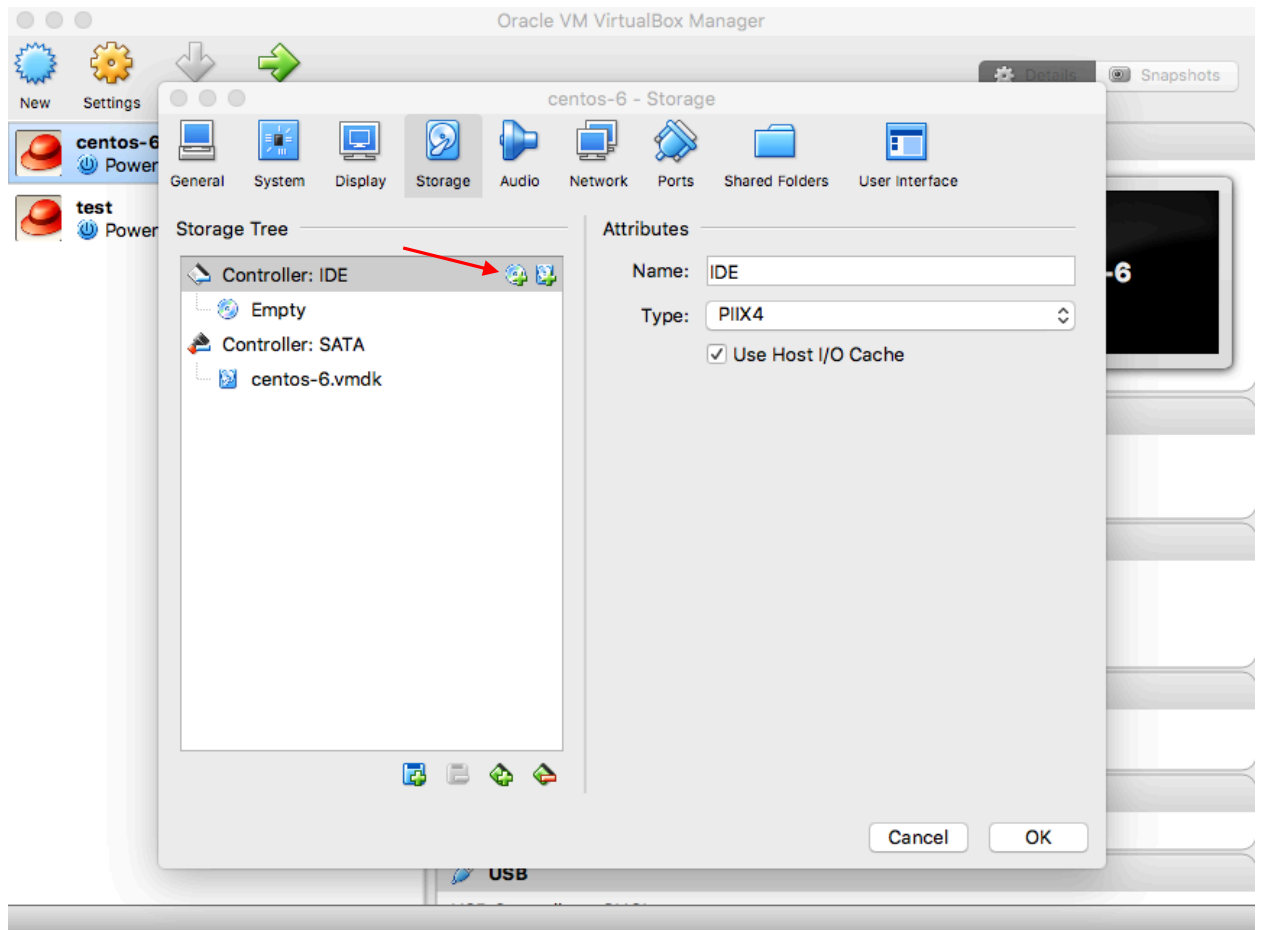 Oracle VM VirtualBox Manager
New
Settings
Details
Snapshots
centos-6 - Storage
centos-6
Power
test
Power
General
System
Display
Storage
Audio
Network
Ports
Shared Folders
User Interface
Storage Tree
Attributes
Controller: IDE
Empty
Controller: SATA
centos-6.vmdk
Name: IDE
Type: PIIX4
Use Host I/O Cache
-6
Cancel
OK
USB